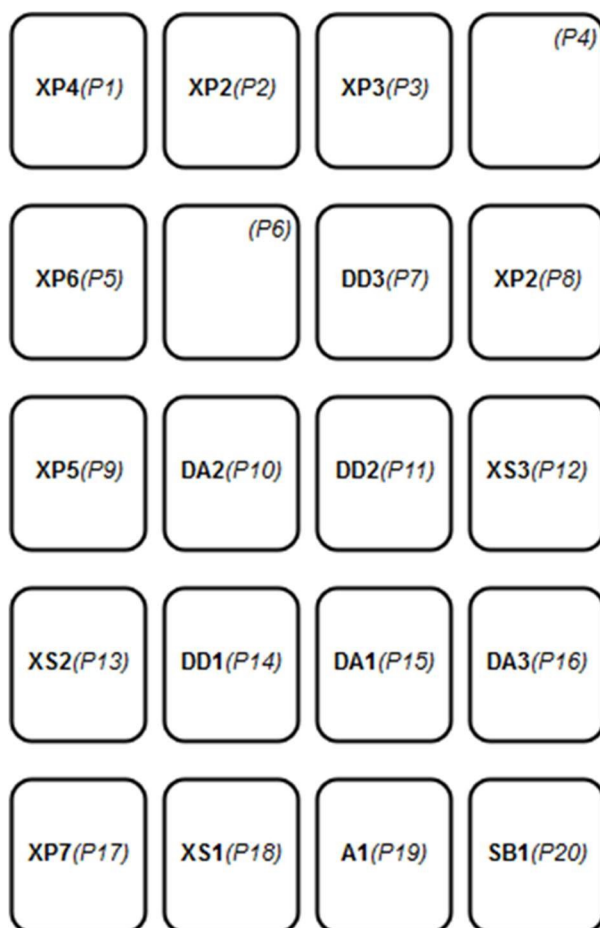 XP4(P1) XP2(P2) XP3(P3) (P4)
XP6(P5) (P6) DD3(P7) XP2(P8)
XP5(P9) DA2(P10) DD2(P11) XS3(P12)
XS2(P13) DD1(P14) DA1(P15) DA3(P16)
XP7(P17) XS1(P18) A1(P19) SB1(P20)